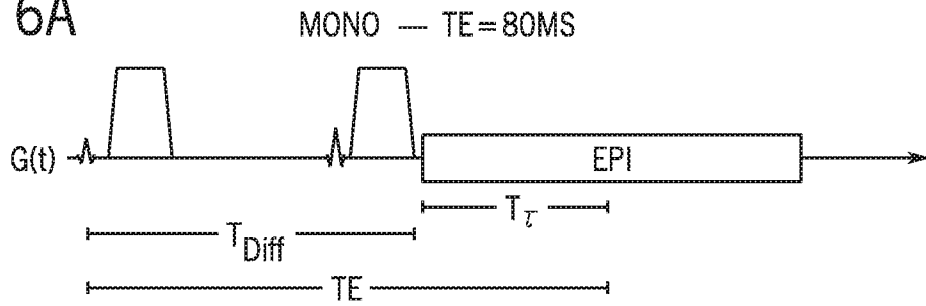 6A
MONO — TE=80MS
G(t)
EPI
Tτ
TDiff
TE